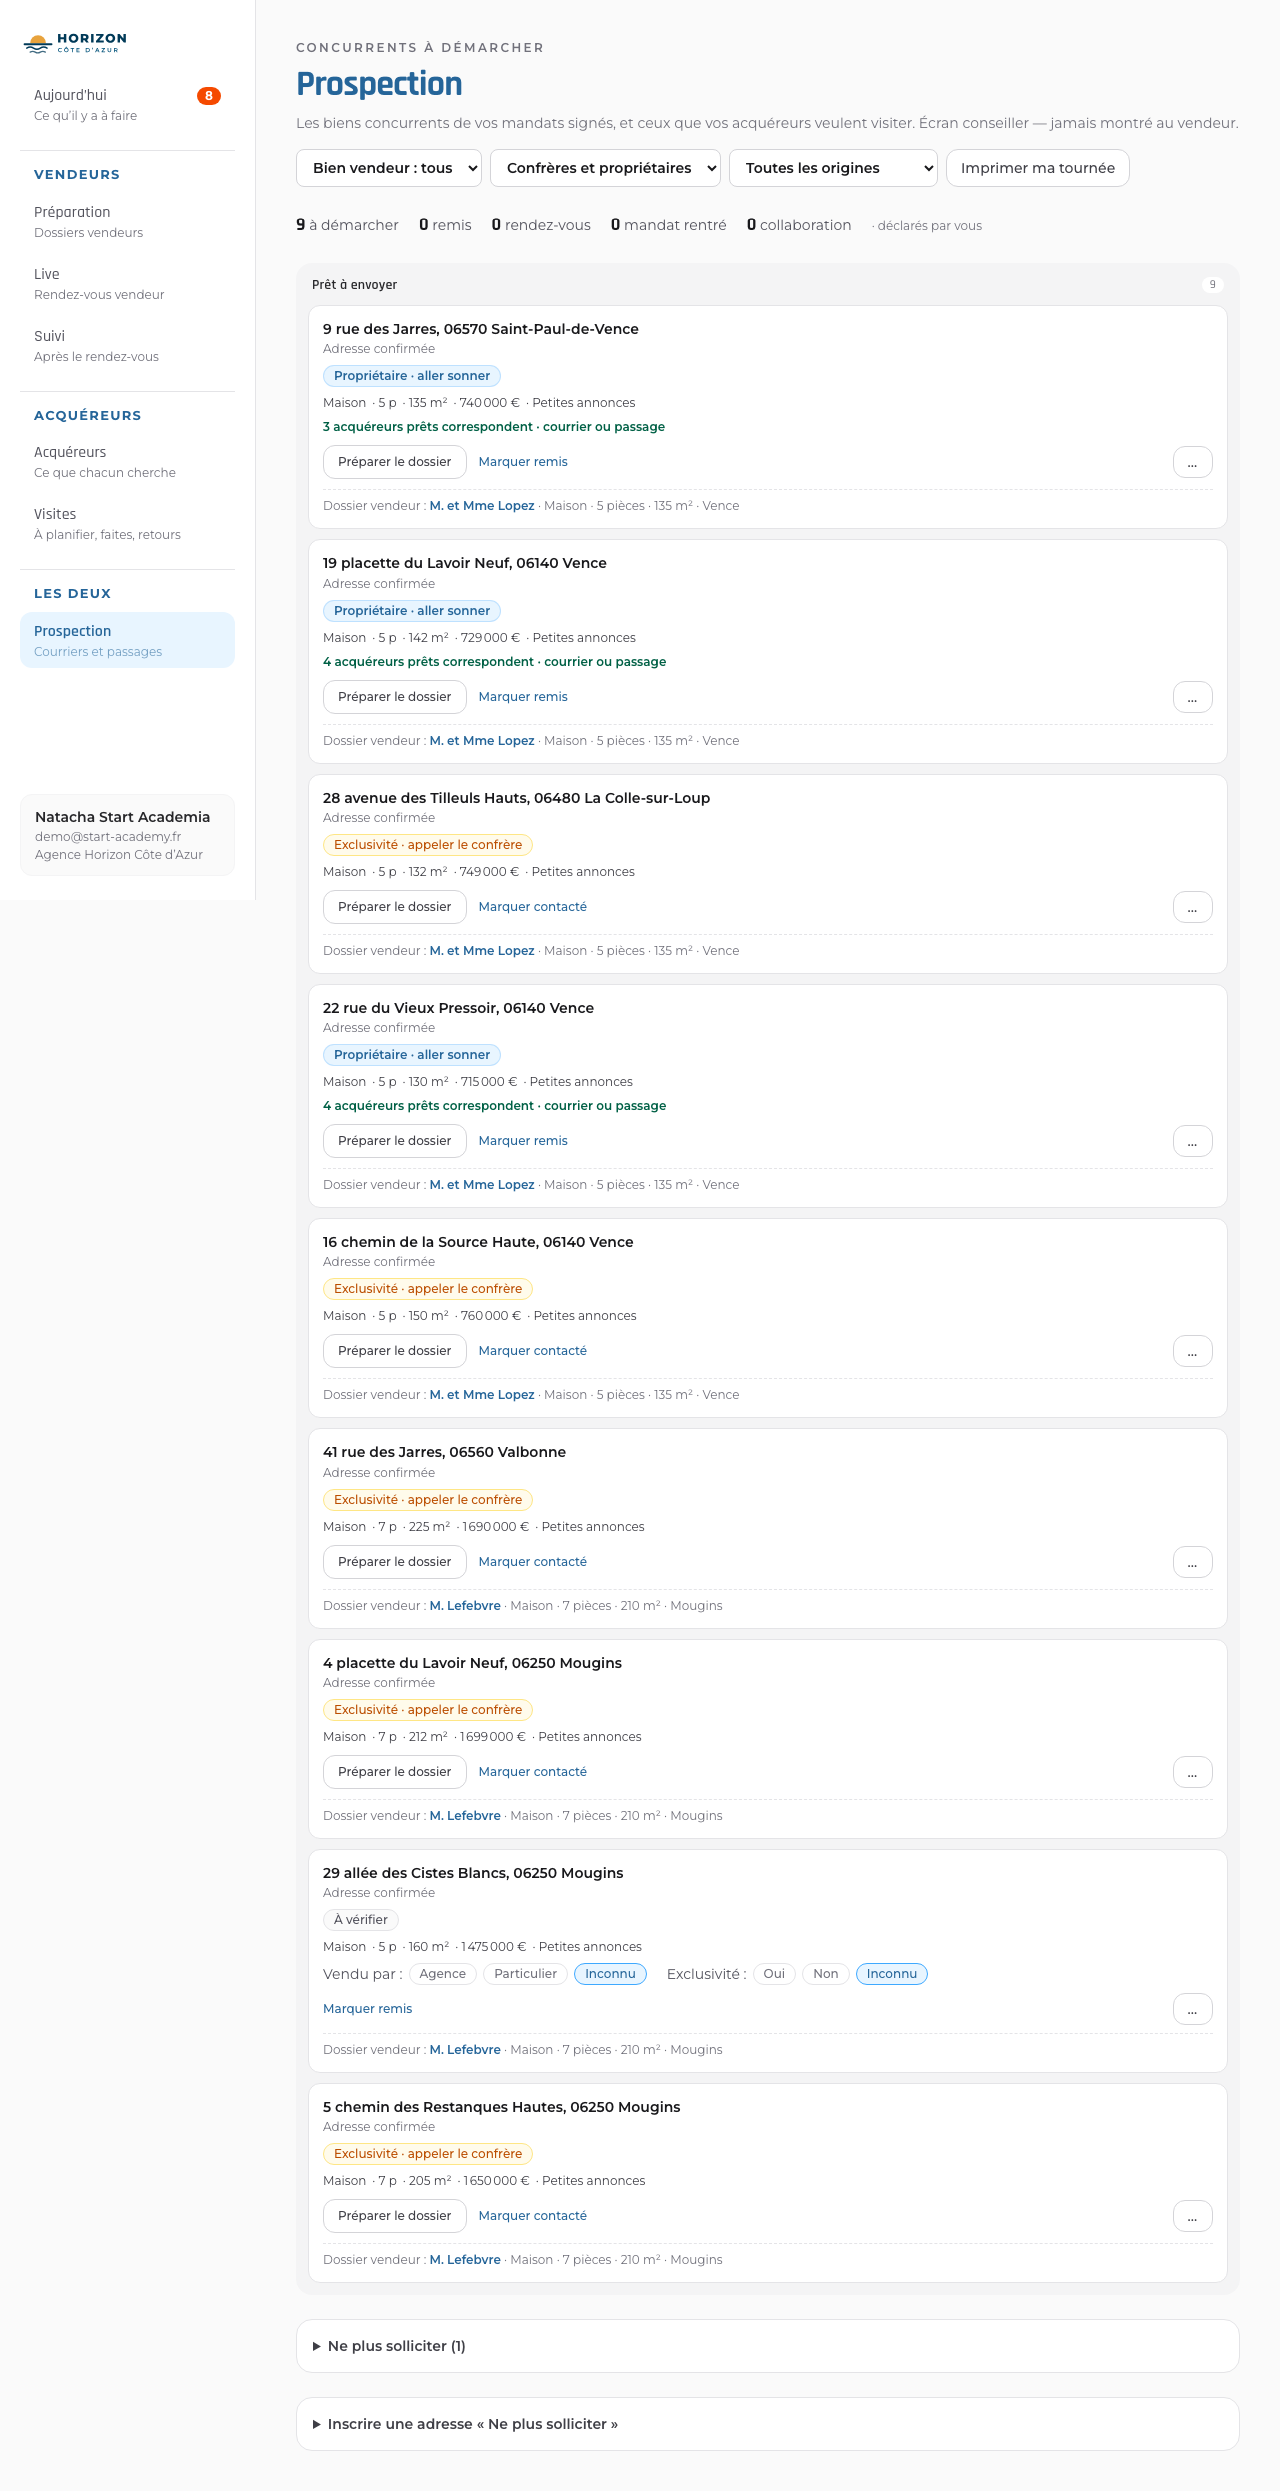 HORIZON
CÔTE D'AZUR
Aujourd'hui 8
Ce qu'il y a à faire
VENDEURS
Préparation
Dossiers vendeurs
Live
Rendez-vous vendeur
Suivi
Après le rendez-vous
ACQUÉREURS
Acquéreurs
Ce que chacun cherche
Visites
À planifier, faites, retours
LES DEUX
Prospection
Courriers et passages
Natacha Start Academia
demo@start-academy.fr
Agence Horizon Côte d'Azur
CONCURRENTS À DÉMARCHER
Prospection
Les biens concurrents de vos mandats signés, et ceux que vos acquéreurs veulent visiter. Écran conseiller — jamais montré au vendeur.
Bien vendeur : tous Confrères et propriétaires Toutes les origines Imprimer ma tournée
9 à démarcher 0 remis 0 rendez-vous 0 mandat rentré 0 collaboration · déclarés par vous
Prêt à envoyer 9
9 rue des Jarres, 06570 Saint-Paul-de-Vence
Adresse confirmée
Propriétaire · aller sonner
Maison · 5 p · 135 m² · 740 000 € · Petites annonces
3 acquéreurs prêts correspondent · courrier ou passage
Préparer le dossier Marquer remis ...
Dossier vendeur : M. et Mme Lopez · Maison · 5 pièces · 135 m² · Vence
19 placette du Lavoir Neuf, 06140 Vence
Adresse confirmée
Propriétaire · aller sonner
Maison · 5 p · 142 m² · 729 000 € · Petites annonces
4 acquéreurs prêts correspondent · courrier ou passage
Préparer le dossier Marquer remis ...
Dossier vendeur : M. et Mme Lopez · Maison · 5 pièces · 135 m² · Vence
28 avenue des Tilleuls Hauts, 06480 La Colle-sur-Loup
Adresse confirmée
Exclusivité · appeler le confrère
Maison · 5 p · 132 m² · 749 000 € · Petites annonces
Préparer le dossier Marquer contacté ...
Dossier vendeur : M. et Mme Lopez · Maison · 5 pièces · 135 m² · Vence
22 rue du Vieux Pressoir, 06140 Vence
Adresse confirmée
Propriétaire · aller sonner
Maison · 5 p · 130 m² · 715 000 € · Petites annonces
4 acquéreurs prêts correspondent · courrier ou passage
Préparer le dossier Marquer remis ...
Dossier vendeur : M. et Mme Lopez · Maison · 5 pièces · 135 m² · Vence
16 chemin de la Source Haute, 06140 Vence
Adresse confirmée
Exclusivité · appeler le confrère
Maison · 5 p · 150 m² · 760 000 € · Petites annonces
Préparer le dossier Marquer contacté ...
Dossier vendeur : M. et Mme Lopez · Maison · 5 pièces · 135 m² · Vence
41 rue des Jarres, 06560 Valbonne
Adresse confirmée
Exclusivité · appeler le confrère
Maison · 7 p · 225 m² · 1 690 000 € · Petites annonces
Préparer le dossier Marquer contacté ...
Dossier vendeur : M. Lefebvre · Maison · 7 pièces · 210 m² · Mougins
4 placette du Lavoir Neuf, 06250 Mougins
Adresse confirmée
Exclusivité · appeler le confrère
Maison · 7 p · 212 m² · 1 699 000 € · Petites annonces
Préparer le dossier Marquer contacté ...
Dossier vendeur : M. Lefebvre · Maison · 7 pièces · 210 m² · Mougins
29 allée des Cistes Blancs, 06250 Mougins
Adresse confirmée
À vérifier
Maison · 5 p · 160 m² · 1 475 000 € · Petites annonces
Vendu par : Agence Particulier Inconnu Exclusivité : Oui Non Inconnu
Marquer remis ...
Dossier vendeur : M. Lefebvre · Maison · 7 pièces · 210 m² · Mougins
5 chemin des Restanques Hautes, 06250 Mougins
Adresse confirmée
Exclusivité · appeler le confrère
Maison · 7 p · 205 m² · 1 650 000 € · Petites annonces
Préparer le dossier Marquer contacté ...
Dossier vendeur : M. Lefebvre · Maison · 7 pièces · 210 m² · Mougins
Ne plus solliciter (1)
Inscrire une adresse « Ne plus solliciter »